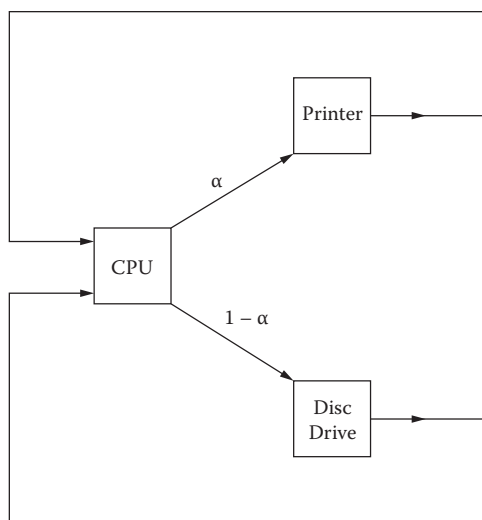 Printer
α
CPU
1 – α
Disc
Drive